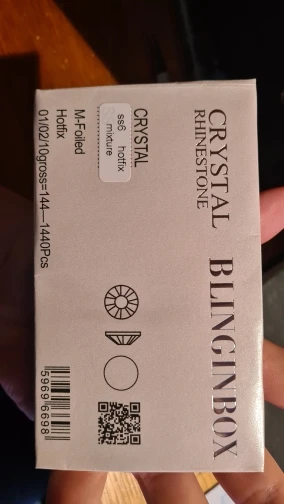 CRYSTAL BLINGINBOX
RHINESTONE
CRYSTAL
ss6 hotfix
mixture
M-Foiled
Hotfix
01/02/10gross=144—1440Pcs
5969 6698